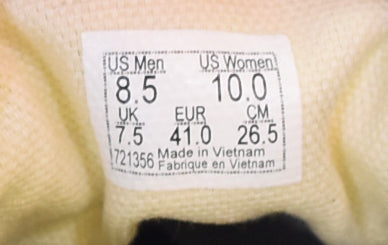 US Men US Women
8.5 10.0
UK EUR CM
7.5 41.0 26.5
721356 Made in Vietnam
Fabrique en Vietnam